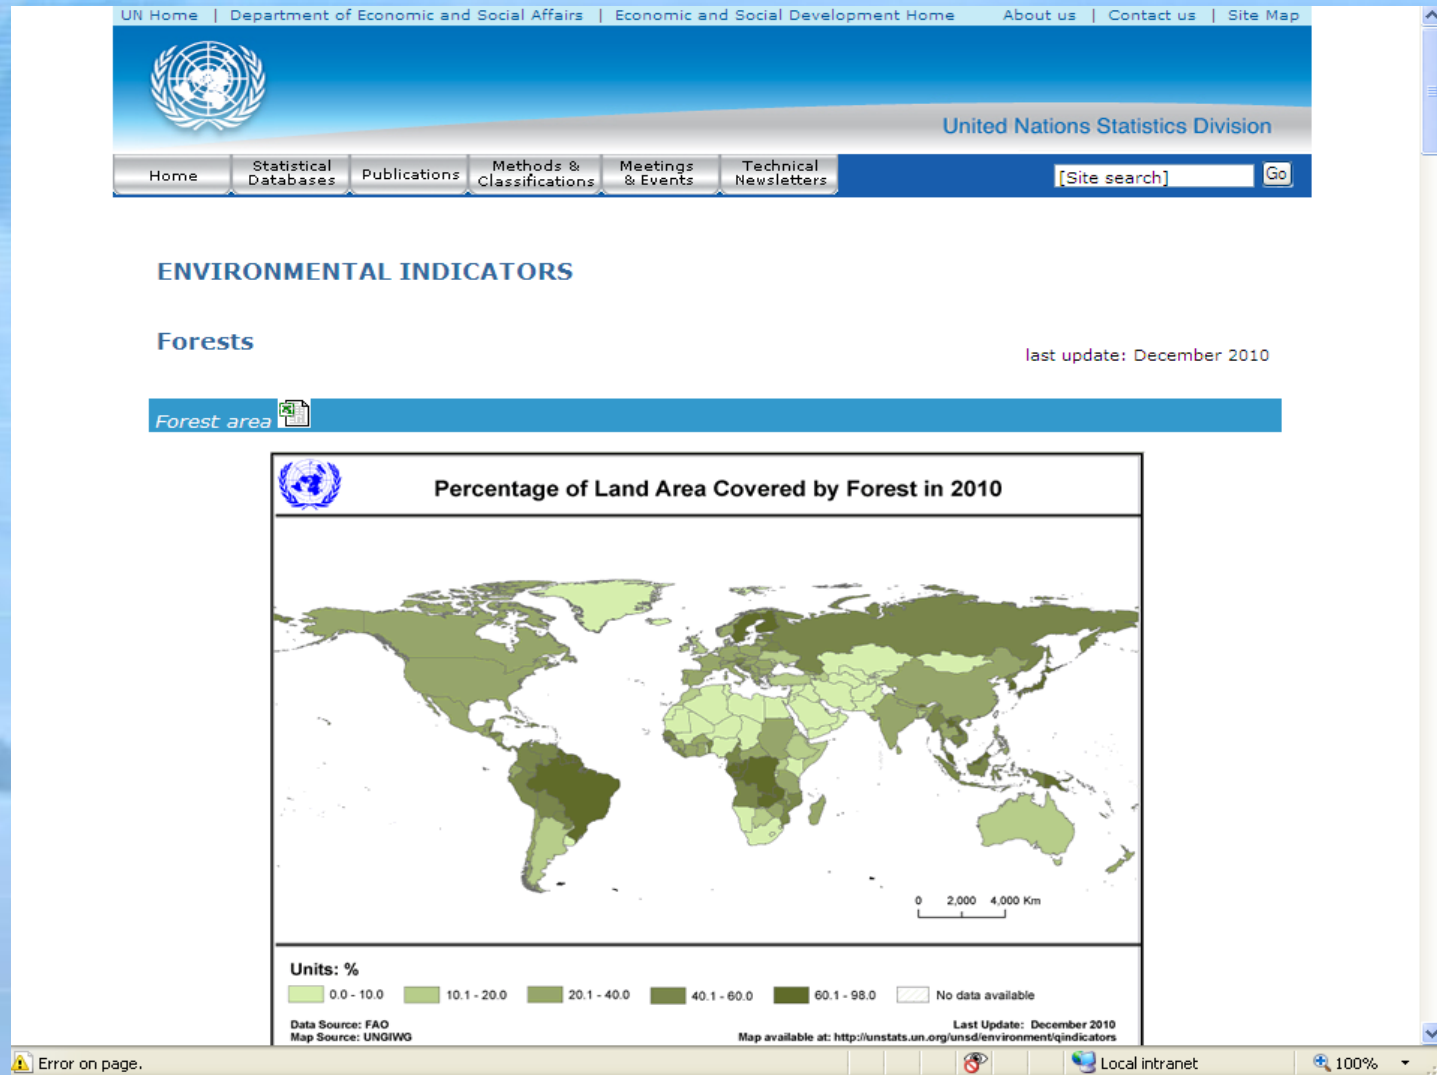 UN Home | Department of Economic and Social Affairs | Economic and Social Development Home About us | Contact us | Site Map
United Nations Statistics Division
Home Statistical Databases Publications Methods & Classifications Meetings & Events Technical Newsletters [Site search] Go
ENVIRONMENTAL INDICATORS
Forests
last update: December 2010
Forest area
Percentage of Land Area Covered by Forest in 2010
0 2,000 4,000 Km
Units: %
0.0 - 10.0 10.1 - 20.0 20.1 - 40.0 40.1 - 60.0 60.1 - 98.0 No data available
Data Source: FAO Last Update: December 2010
Map Source: UNGIWG Map available at: http://unstats.un.org/unsd/environment/qindicators
Error on page. Local intranet 100%